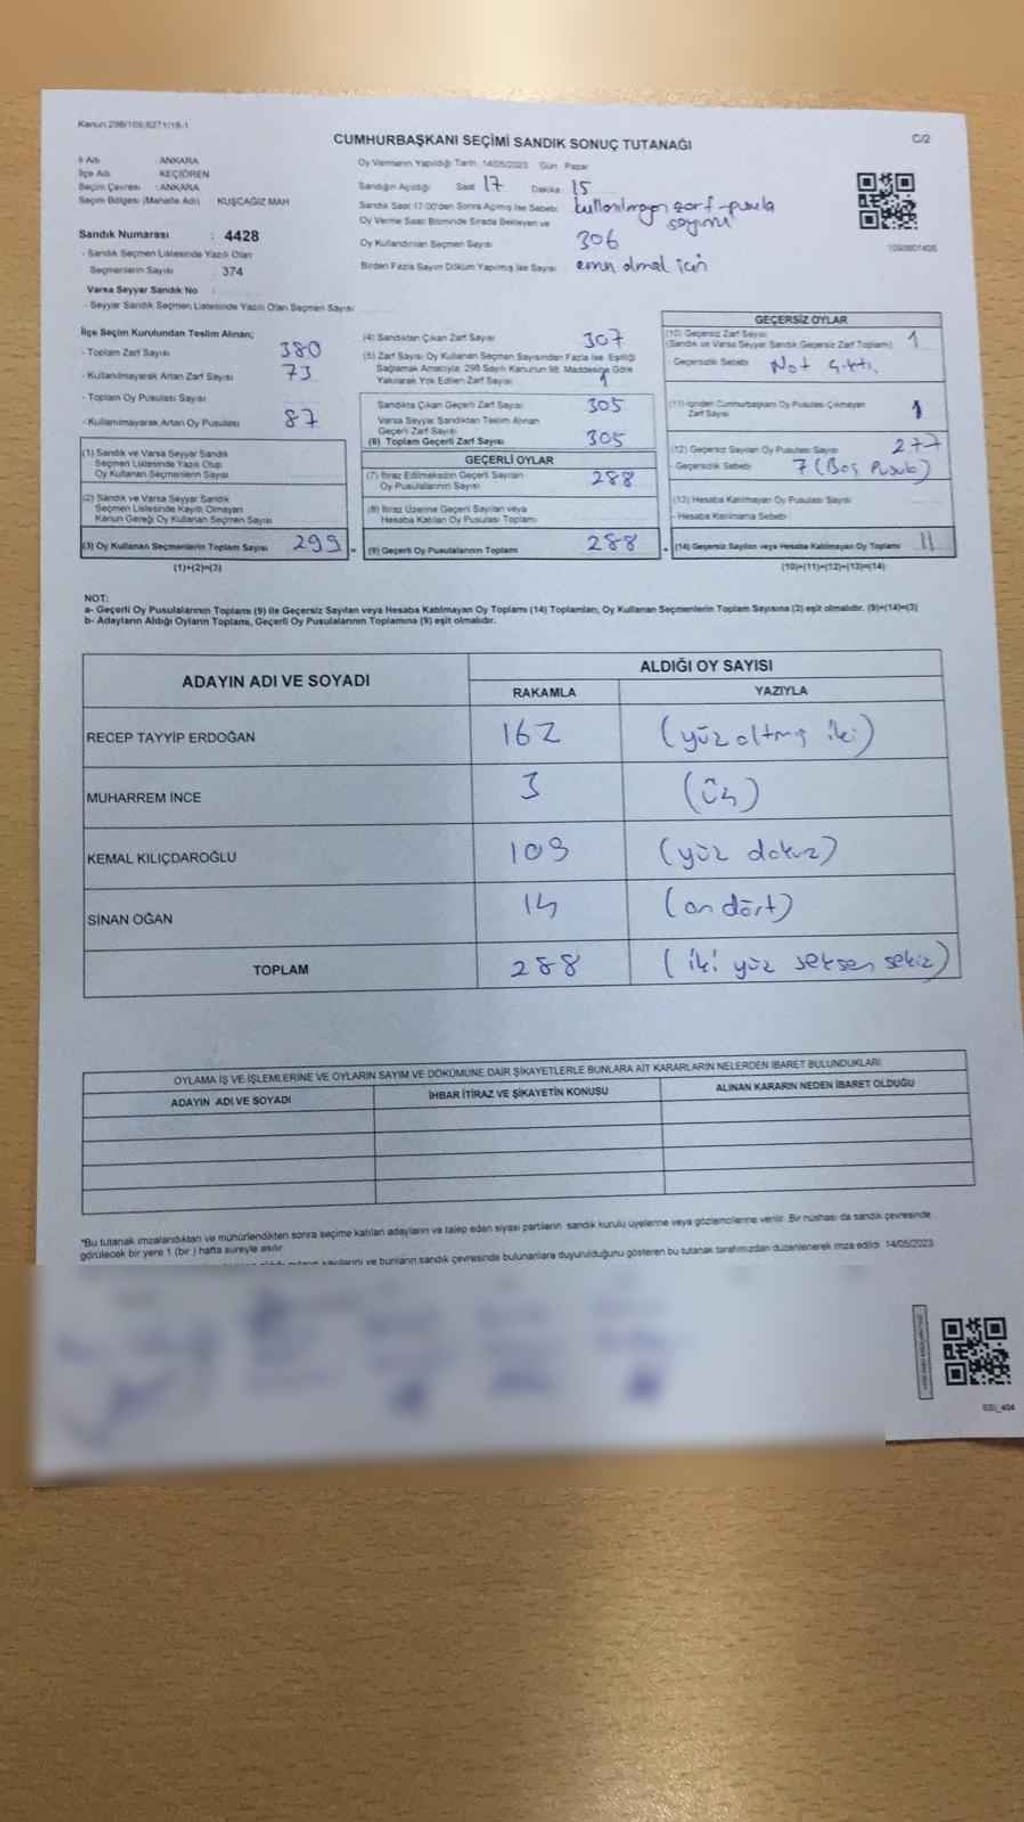 Kanun 298/109,6271/18-1
CUMHURBAŞKANI SEÇİMİ SANDIK SONUÇ TUTANAĞI
C/2
İl Adı : ANKARA
İlçe Adı : KEÇİÖREN
Seçim Çevresi : ANKARA
Seçim Bölgesi (Mahalle Adı) KUŞCAĞIZ MAH
Sandık Numarası : 4428
- Sandık Seçmen Listesinde Yazılı Olan
Seçmenlerin Sayısı 374
Varsa Seyyar Sandık No
- Seyyar Sandık Seçmen Listesinde Yazılı Olan Seçmen Sayısı
Oy Vermenin Yapıldığı Tarih 14/05/2023 Gün Pazar
Sandığın Açıldığı Saat 17 Dakika 15
Sandık Saat 17:00'den Sonra Açılmış İse Sebebi kullanılmayan zarf-pusula
sayımı
Oy Verme Saati Bitiminde Sırada Bekleyen ve
Oy Kullandırılan Seçmen Sayısı 306
Birden Fazla Sayım Döküm Yapılmış İse Sayısı emin olmak için
İlçe Seçim Kurulundan Teslim Alınan;
- Toplam Zarf Sayısı 380
- Kullanılmayarak Artan Zarf Sayısı 73
- Toplam Oy Pusulası Sayısı
- Kullanılmayarak Artan Oy Pusulası 87
(1) Sandık ve Varsa Seyyar Sandık
Seçmen Listesinde Yazılı Olup
Oy Kullanan Seçmenlerin Sayısı
(2) Sandık ve Varsa Seyyar Sandık
Seçmen Listesinde Kayıtlı Olmayan
Kanun Gereği Oy Kullanan Seçmen Sayısı
(3) Oy Kullanan Seçmenlerin Toplam Sayısı 299
(1)+(2)=(3)
(4) Sandıktan Çıkan Zarf Sayısı 307
(5) Zarf Sayısı Oy Kullanan Seçmen Sayısından Fazla İse Eşitliği
Sağlamak Amacıyla; 298 Sayılı Kanunun 98. Maddesine Göre
Yakılarak Yok Edilen Zarf Sayısı 1
Sandıkta Çıkan Geçerli Zarf Sayısı 305
Varsa Seyyar Sandıktan Teslim Alınan
Geçerli Zarf Sayısı
(6) Toplam Geçerli Zarf Sayısı 305
GEÇERLİ OYLAR
(7) İtiraz Edilmeksizin Geçerli Sayılan
Oy Pusulalarının Sayısı 288
(8) İtiraz Üzerine Geçerli Sayılan veya
Hesaba Katılan Oy Pusulası Toplamı
(9) Geçerli Oy Pusulalarının Toplamı 288
GEÇERSİZ OYLAR
(10) Geçersiz Zarf Sayısı
(Sandık ve Varsa Seyyar Sandık Geçersiz Zarf Toplamı) 1
- Geçersizlik Sebebi Not çıktı.
(11) İçinden Cumhurbaşkanı Oy Pusulası Çıkmayan
Zarf Sayısı 1
(12) Geçersiz Sayılan Oy Pusulası Sayısı
- Geçersizlik Sebebi 7 (Boş Pusula)
(13) Hesaba Katılmayan Oy Pusulası Sayısı
- Hesaba Katılmama Sebebi
(14) Geçersiz Sayılan veya Hesaba Katılmayan Oy Toplamı 11
(10)+(11)+(12)+(13)=(14)
NOT:
a- Geçerli Oy Pusulalarının Toplamı (9) ile Geçersiz Sayılan veya Hesaba Katılmayan Oy Toplamı (14) Toplamları, Oy Kullanan Seçmenlerin Toplam Sayısına (3) eşit olmalıdır. (9)+(14)=(3)
b- Adayların Aldığı Oyların Toplamı, Geçerli Oy Pusulalarının Toplamına (9) eşit olmalıdır.
ADAYIN ADI VE SOYADI
ALDIĞI OY SAYISI
RAKAMLA YAZIYLA
RECEP TAYYİP ERDOĞAN 162 (yüz altmış iki)
MUHARREM İNCE 3 (Üç)
KEMAL KILIÇDAROĞLU 109 (yüz dokuz)
SİNAN OĞAN 14 (on dört)
TOPLAM 288 (iki yüz seksen sekiz)
OYLAMA İŞ VE İŞLEMLERİNE VE OYLARIN SAYIM VE DÖKÜMÜNE DAİR ŞİKAYETLERLE BUNLARA AİT KARARLARIN NELERDEN İBARET BULUNDUKLARI
ADAYIN ADI VE SOYADI İHBAR İTİRAZ VE ŞİKAYETİN KONUSU ALINAN KARARIN NEDEN İBARET OLDUĞU
"Bu tutanak imzalandıktan ve mühürlendikten sonra seçime katılan adayların ve talep eden siyasi partilerin sandık kurulu üyelerine veya gözlemcilerine verilir. Bir nüshası da sandık çevresinde
görülecek bir yere 1 (bir) hafta süreyle asılır
sayılarını ve bunların sandık çevresinde bulunanlara duyurulduğunu gösteren bu tutanak tarafımızdan düzenlenerek imza edildi. 14/05/2023